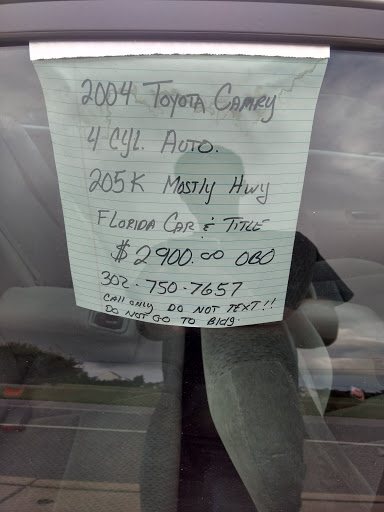 2004 Toyota Camry
4 Cyl. Auto.
205K Mostly Hwy
Florida Car & Title
$2900.00 OBO
302·750·7657
Call only Do Not Text!!
Do Not Go To Bldg.